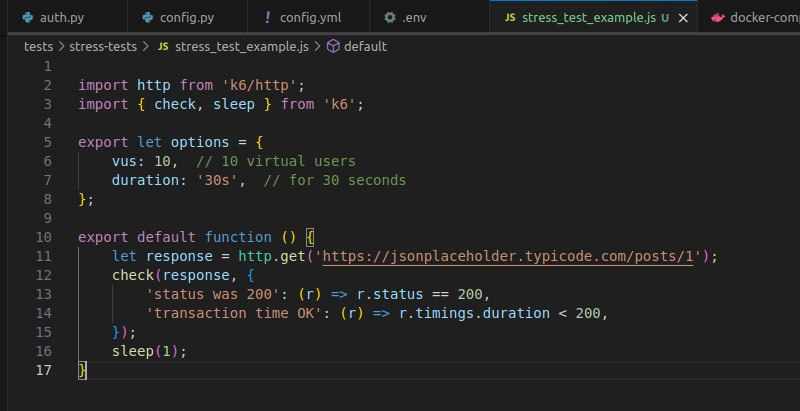 auth.py config.py ! config.yml .env JS stress_test_example.js U × docker-comp
tests > stress-tests > JS stress_test_example.js > default
1
2 import http from 'k6/http';
3 import { check, sleep } from 'k6';
4
5 export let options = {
6 vus: 10, // 10 virtual users
7 duration: '30s', // for 30 seconds
8 };
9
10 export default function () {
11 let response = http.get('https://jsonplaceholder.typicode.com/posts/1');
12 check(response, {
13 'status was 200': (r) => r.status == 200,
14 'transaction time OK': (r) => r.timings.duration < 200,
15 });
16 sleep(1);
17 }